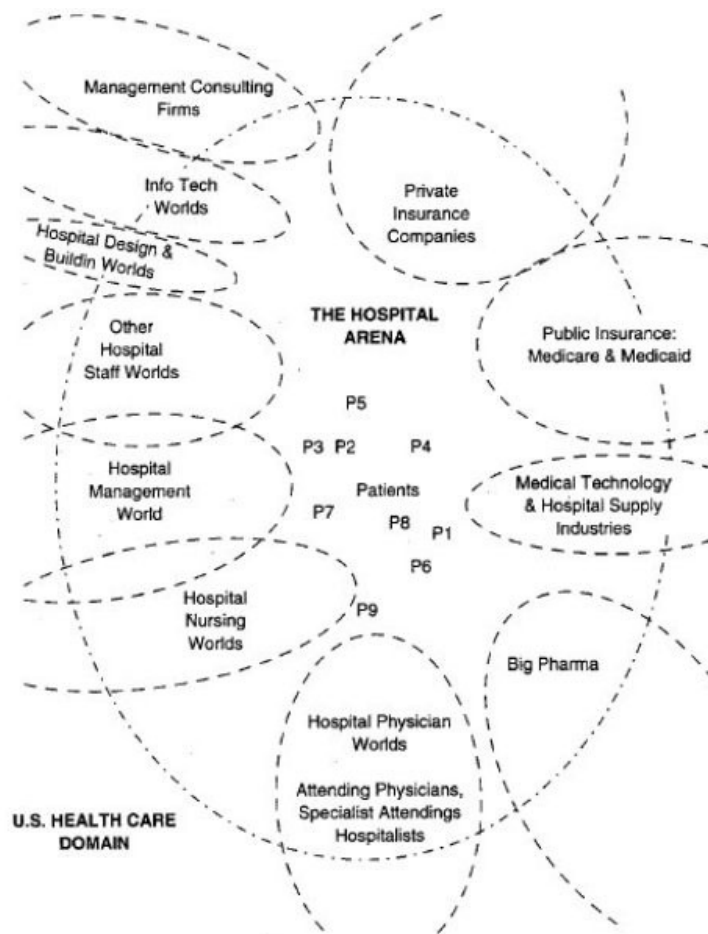 Management Consulting
Firms
Info Tech
Worlds
Private
Insurance
Companies
Hospital Design &
Buildin Worlds
THE HOSPITAL
ARENA
Other
Hospital
Staff Worlds
Public Insurance:
Medicare & Medicaid
P5
P3 P2 P4
Hospital
Management
World
Patients
Medical Technology
& Hospital Supply
Industries
P7
P8
P1
P6
Hospital
Nursing
Worlds
P9
Big Pharma
Hospital Physician
Worlds
Attending Physicians,
Specialist Attendings
Hospitalists
U.S. HEALTH CARE
DOMAIN